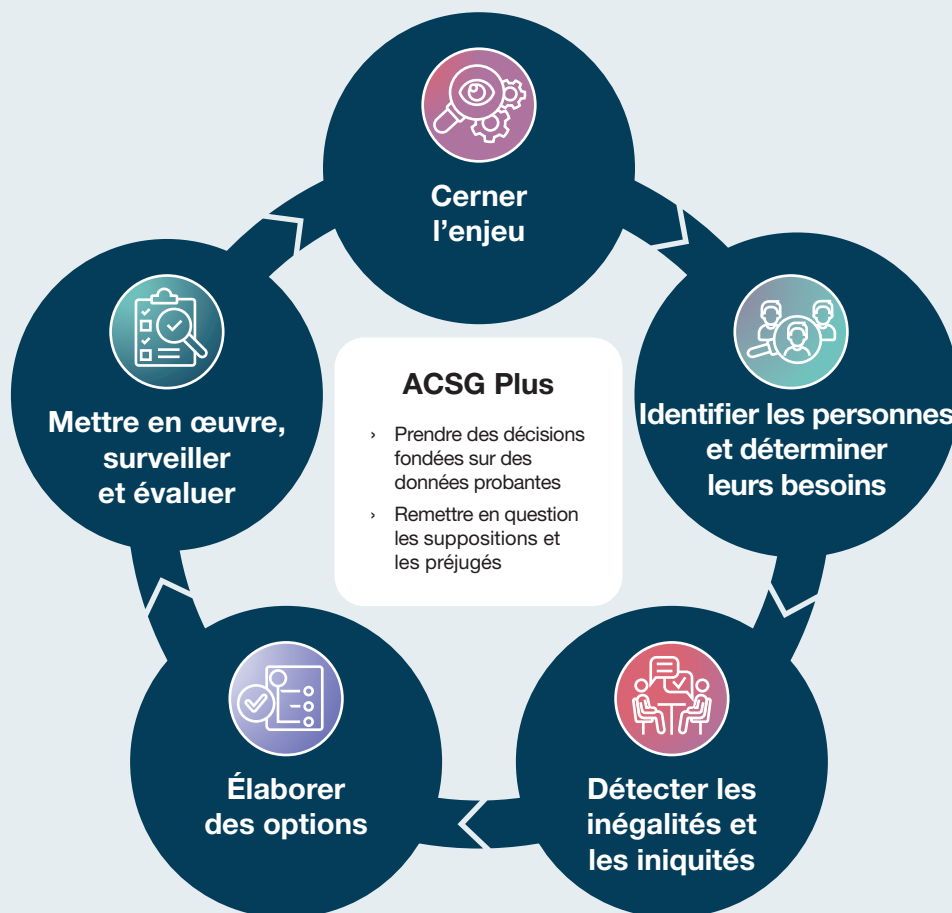 Cerner
l’enjeu
Identifier les personnes
et déterminer
leurs besoins
Détecter les
inégalités et
les iniquités
Élaborer
des options
Mettre en œuvre,
surveiller
et évaluer
ACSG Plus
› Prendre des décisions
fondées sur des
données probantes
› Remettre en question
les suppositions et
les préjugés